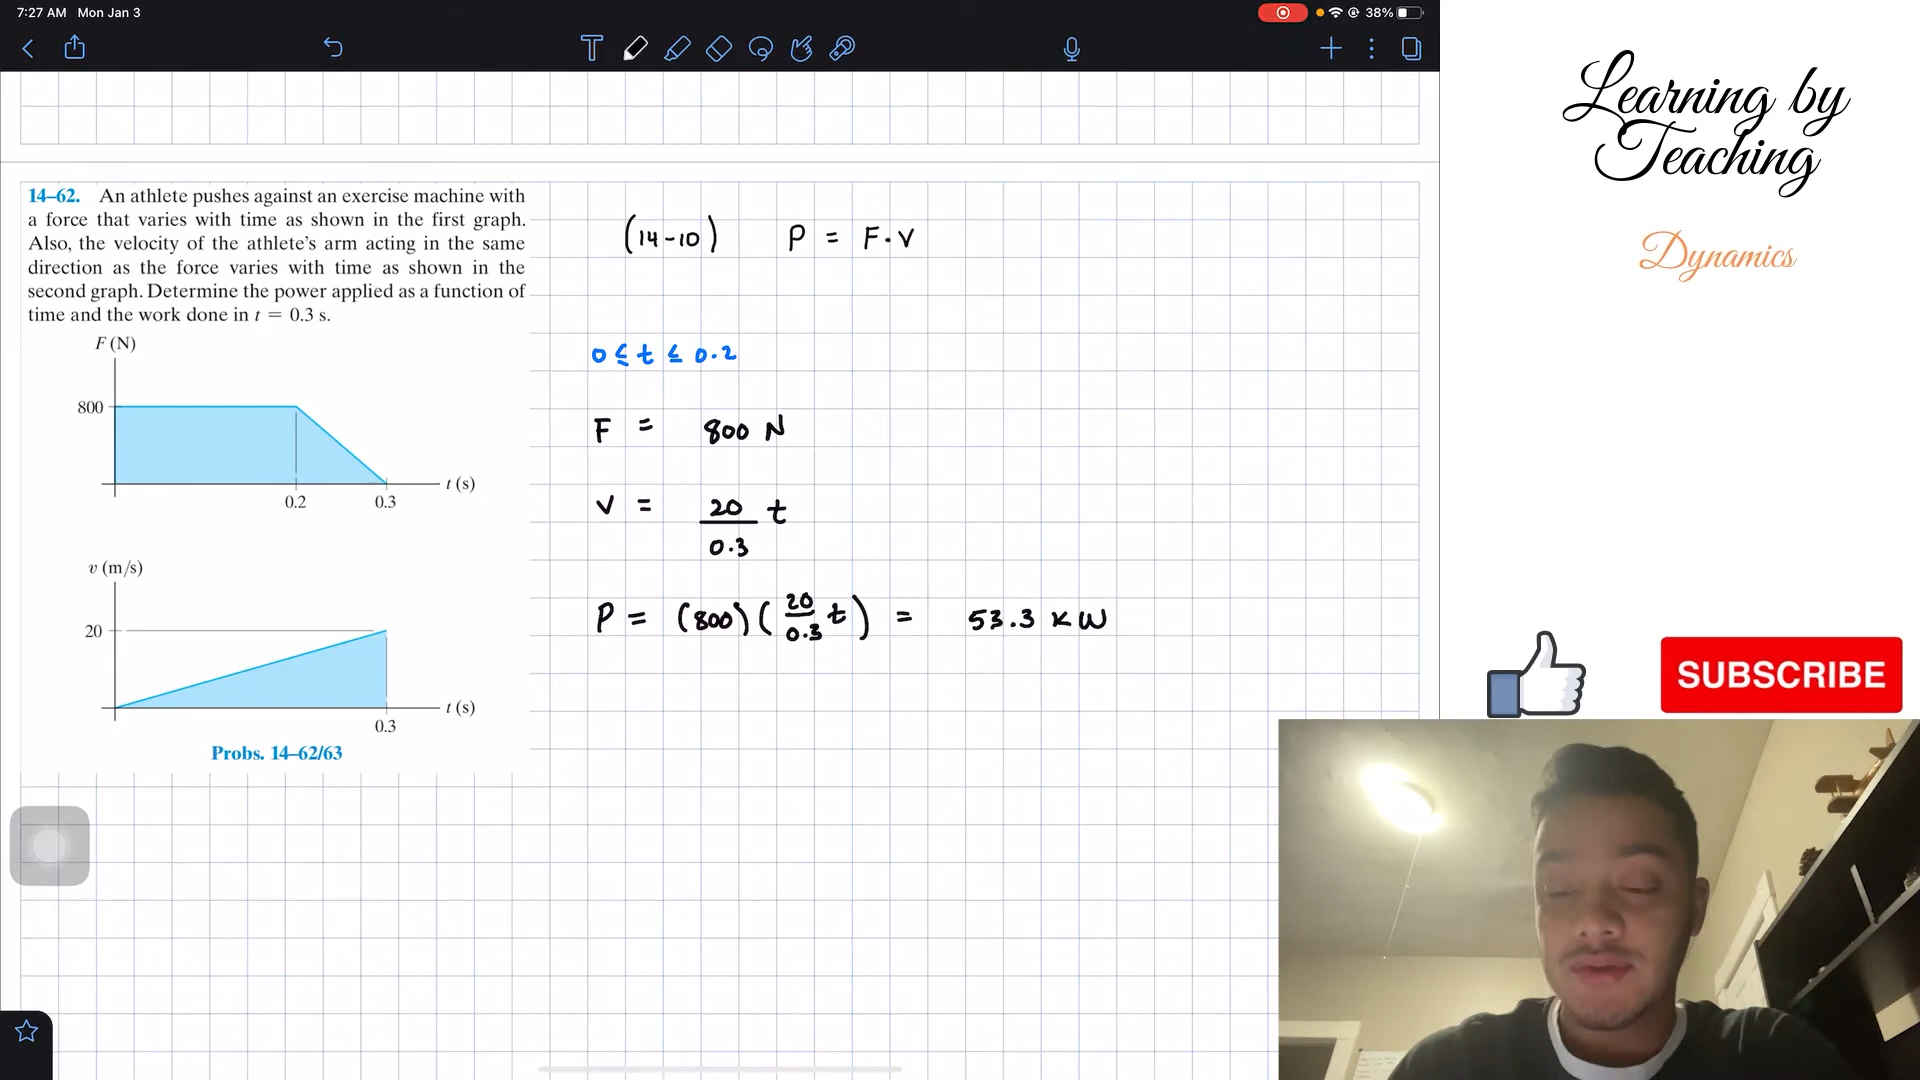 7:27 AM Mon Jan 3
38%
14–62. An athlete pushes against an exercise machine with
a force that varies with time as shown in the first graph.
Also, the velocity of the athlete's arm acting in the same
direction as the force varies with time as shown in the
second graph. Determine the power applied as a function of
time and the work done in t = 0.3 s.
F (N)
800
t (s)
0.2
0.3
v (m/s)
20
t (s)
0.3
Probs. 14–62/63
(14-10) P = F·V
0 ≤ t ≤ 0.2
F = 800 N
V = 20/0.3 t
P = (800)(20/0.3 t) = 53.3 KW
Learning by
Teaching
Dynamics
SUBSCRIBE